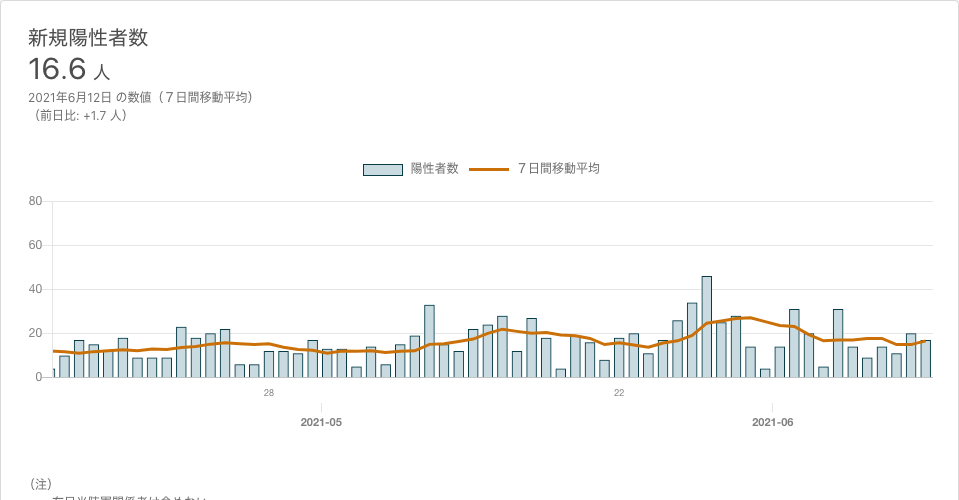 新規陽性者数
16.6 人
2021年6月12日 の数値（７日間移動平均）
（前日比: +1.7 人）
陽性者数 ７日間移動平均
80
60
40
20
0
28 22
2021-05 2021-06
（注）